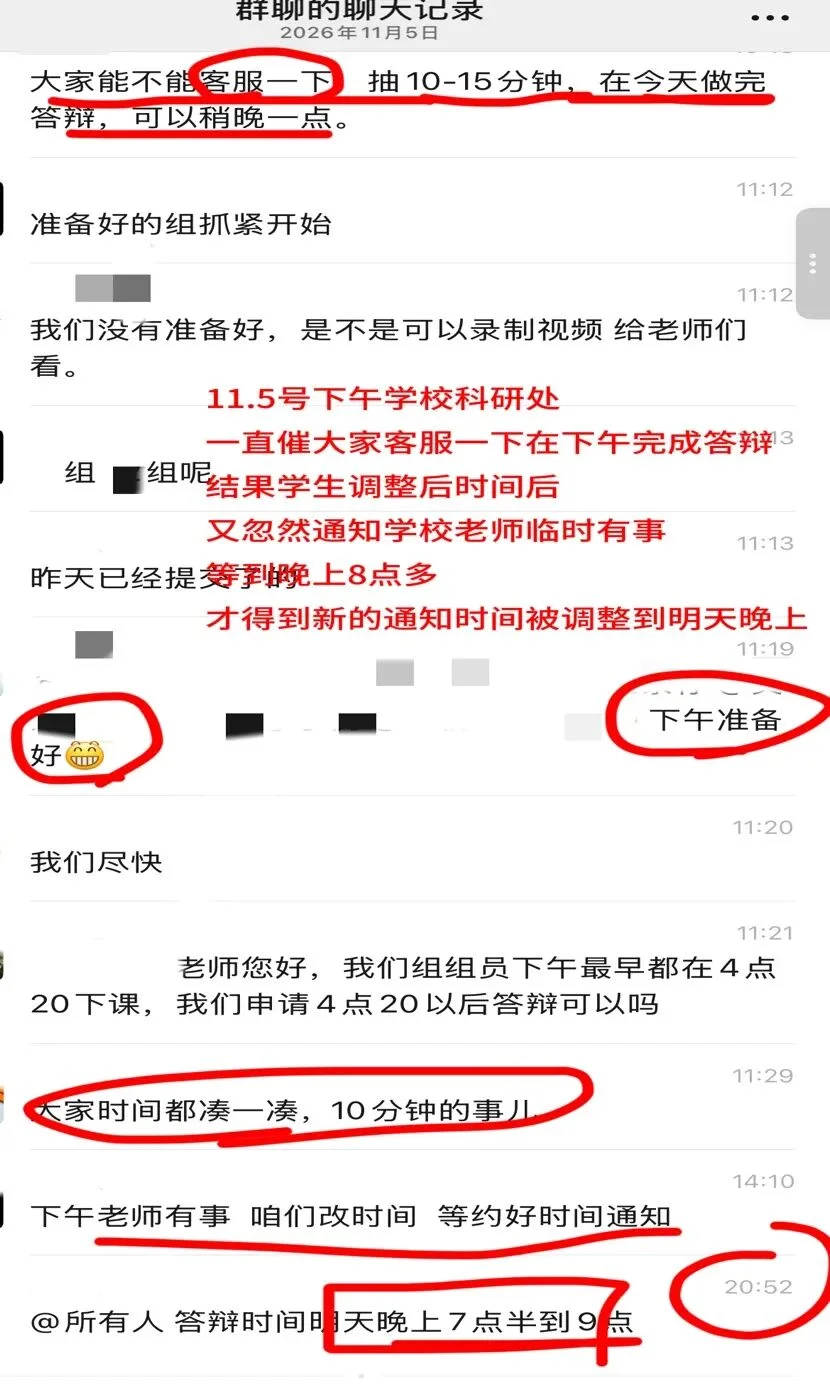 群聊的聊天记录
2026年11月5日
大家能不能客服一下 抽10-15分钟，在今天做完
答辩，可以稍晚一点。
11:12
准备好的组抓紧开始
11:12
我们没有准备好，是不是可以录制视频 给老师们
看。
11.5号下午学校科研处
一直催大家客服一下在下午完成答辩
13
组 组呢
结果学生调整后时间后
又忽然通知学校老师临时有事
11:13
昨天已经提交了的
等到晚上8点多
才得到新的通知时间被调整到明天晚上
11:19
下午准备
好
11:20
我们尽快
11:21
老师您好，我们组组员下午最早都在4点
20下课，我们申请4点20以后答辩可以吗
11:29
大家时间都凑一凑，10分钟的事儿
14:10
下午老师有事 咱们改时间 等约好时间通知
20:52
@所有人 答辩时间明天晚上7点半到9点